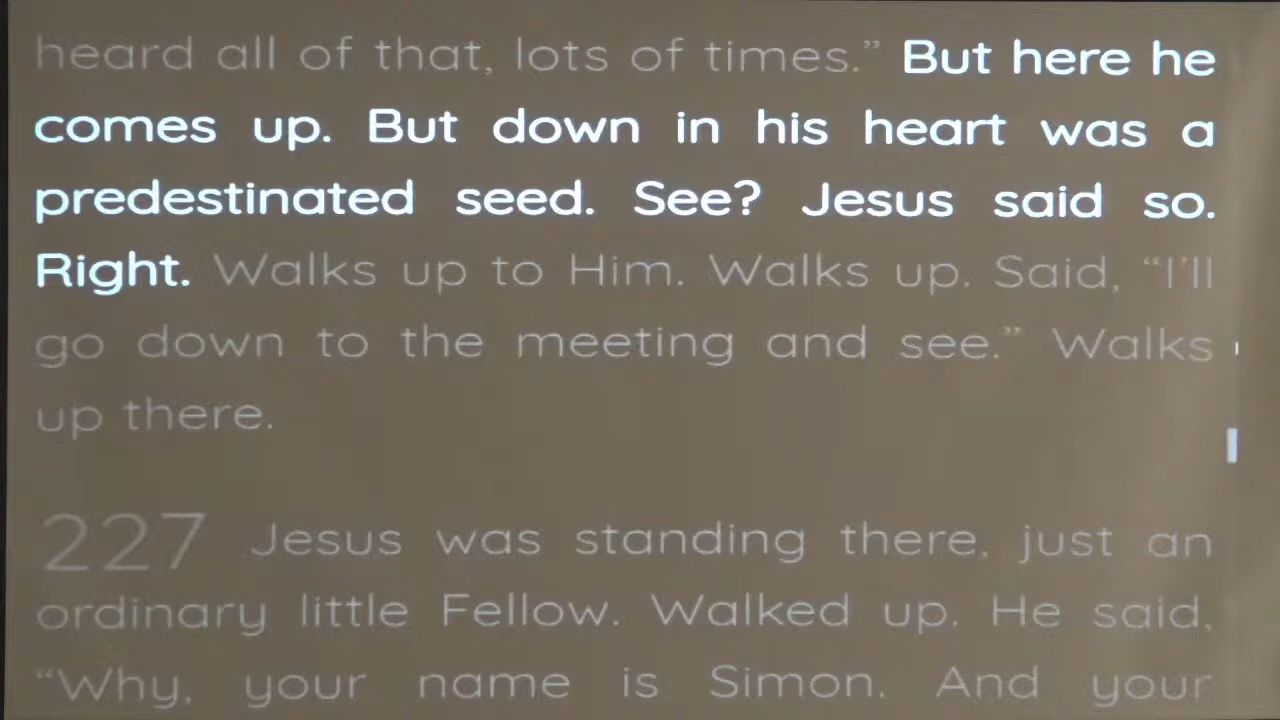 heard all of that, lots of times.” But here he
comes up. But down in his heart was a
predestinated seed. See? Jesus said so.
Right. Walks up to Him. Walks up. Said, “I’ll
go down to the meeting and see.” Walks
up there.
227 Jesus was standing there, just an
ordinary little Fellow. Walked up. He said,
“Why, your name is Simon. And your